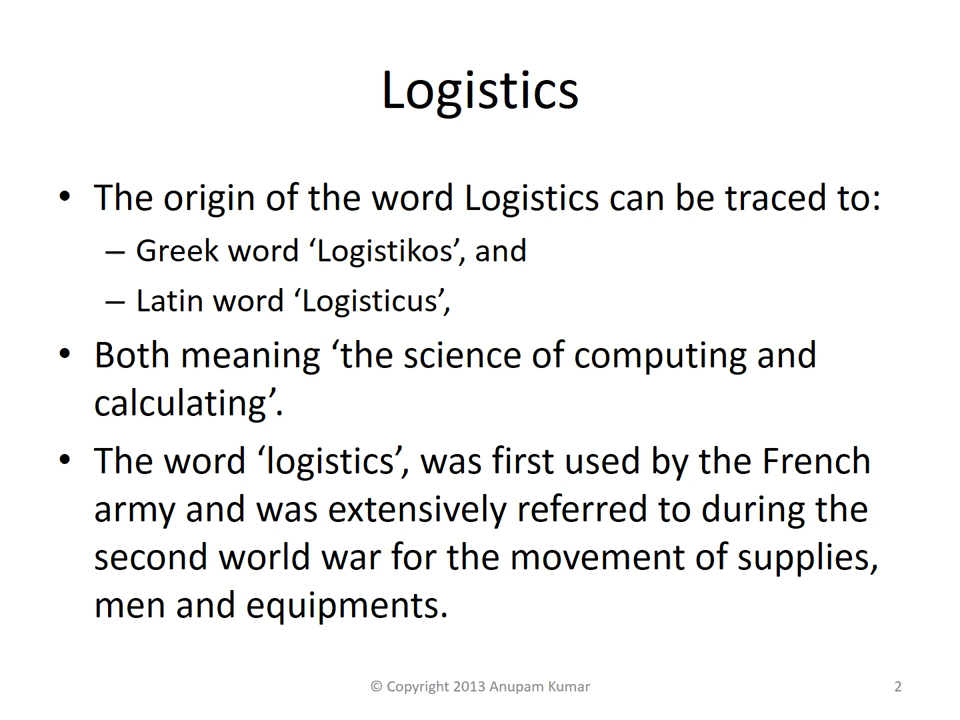 Logistics
• The origin of the word Logistics can be traced to:
– Greek word ‘Logistikos’, and
– Latin word ‘Logisticus’,
• Both meaning ‘the science of computing and
calculating’.
• The word ‘logistics’, was first used by the French
army and was extensively referred to during the
second world war for the movement of supplies,
men and equipments.
© Copyright 2013 Anupam Kumar
2